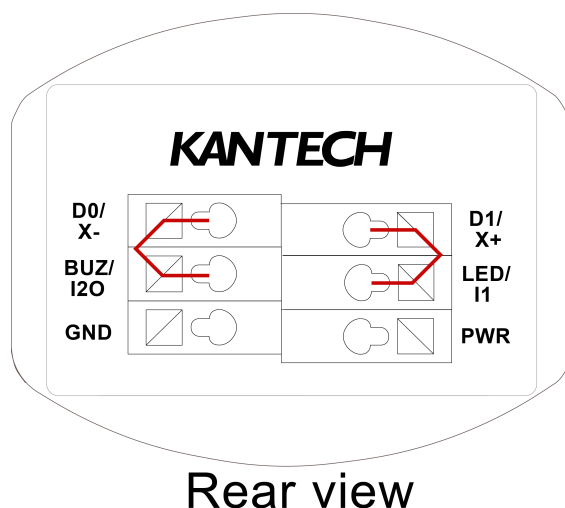 KANTECH
D0/
X-
BUZ/
I2O
GND
D1/
X+
LED/
I1
PWR
Rear view